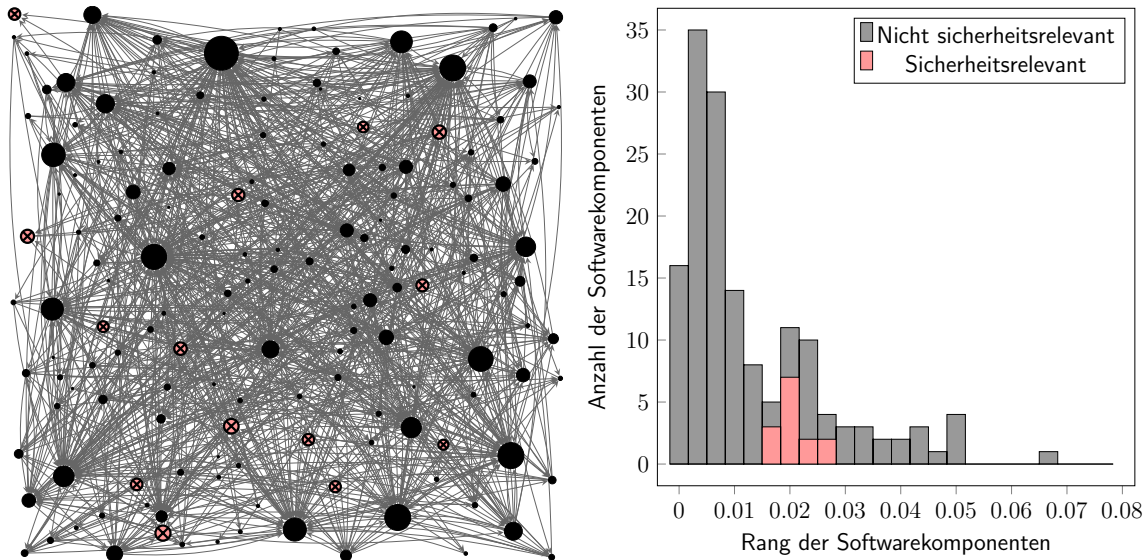 Nicht sicherheitsrelevant
Sicherheitsrelevant
35
30
25
20
15
10
5
0
Anzahl der Softwarekomponenten
0 0.01 0.02 0.03 0.04 0.05 0.06 0.07 0.08
Rang der Softwarekomponenten